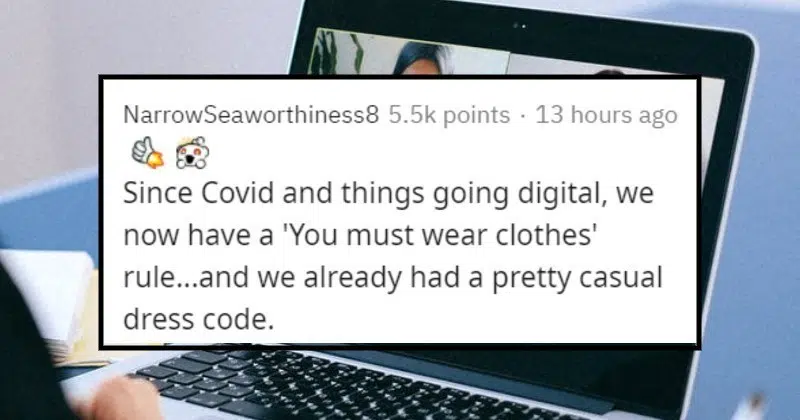 NarrowSeaworthiness8 5.5k points · 13 hours ago
Since Covid and things going digital, we
now have a 'You must wear clothes'
rule...and we already had a pretty casual
dress code.